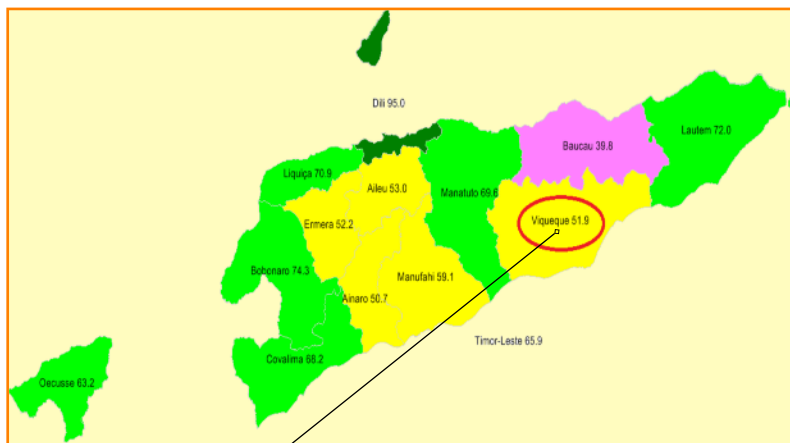 Dili 95.0
Lautem 72.0
Baucau 39.8
Liquiça 70.9
Aileu 53.0
Manatuto 69.6
Viqueque 51.9
Ermera 52.2
Bobonaro 74.3
Manufahi 59.1
Ainaro 50.7
Timor-Leste 65.9
Covalima 68.2
Oecusse 63.2